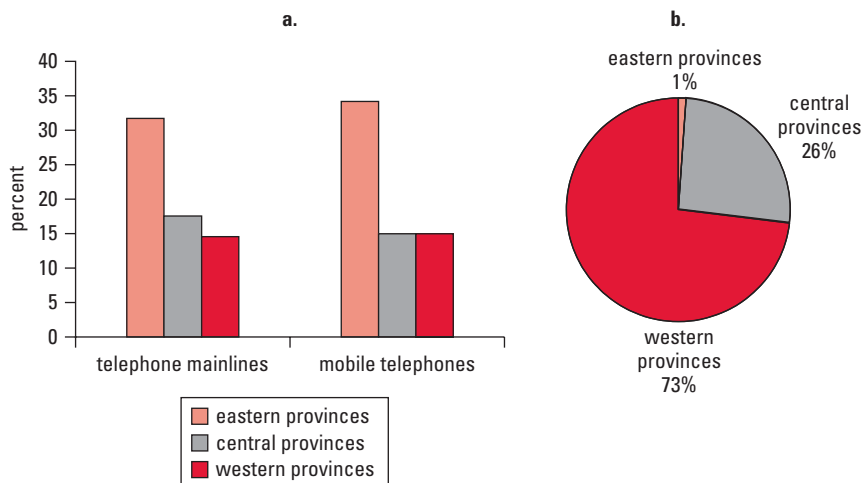 a.
percent
40
35
30
25
20
15
10
5
0
telephone mainlines
mobile telephones
eastern provinces
central provinces
western provinces
b.
eastern provinces
1%
central
provinces
26%
western
provinces
73%